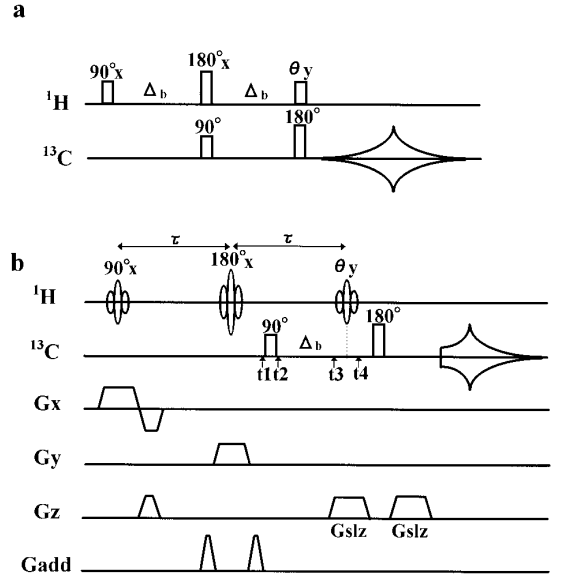 a
90°x 180°x θy
Δb Δb
¹H
90° 180°
¹³C
τ τ
b
90°x 180°x θy
¹H
90° 180°
Δb
¹³C
t1 t2 t3 t4
Gx
Gy
Gz
Gslz Gslz
Gadd